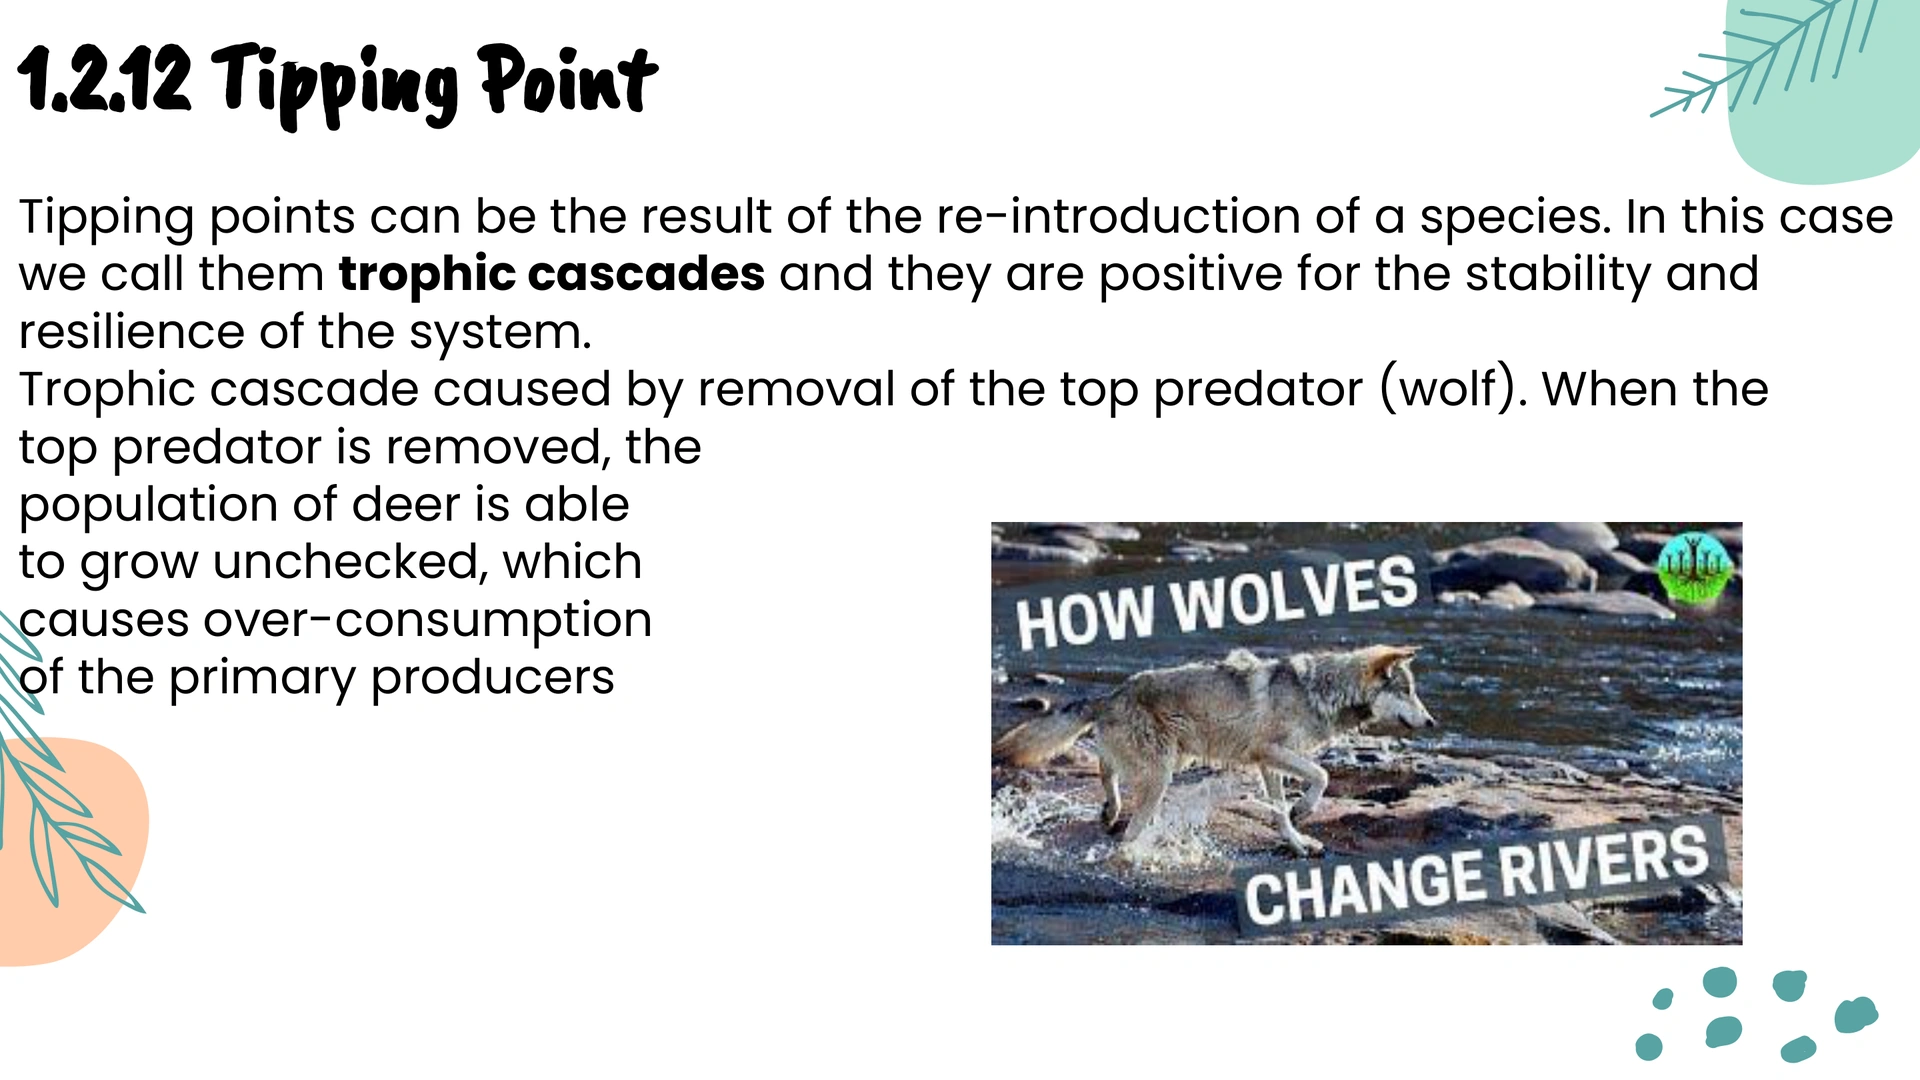 1.2.12 Tipping Point
Tipping points can be the result of the re-introduction of a species. In this case
we call them trophic cascades and they are positive for the stability and
resilience of the system.
Trophic cascade caused by removal of the top predator (wolf). When the
top predator is removed, the
population of deer is able
to grow unchecked, which
causes over-consumption
of the primary producers
HOW WOLVES
CHANGE RIVERS